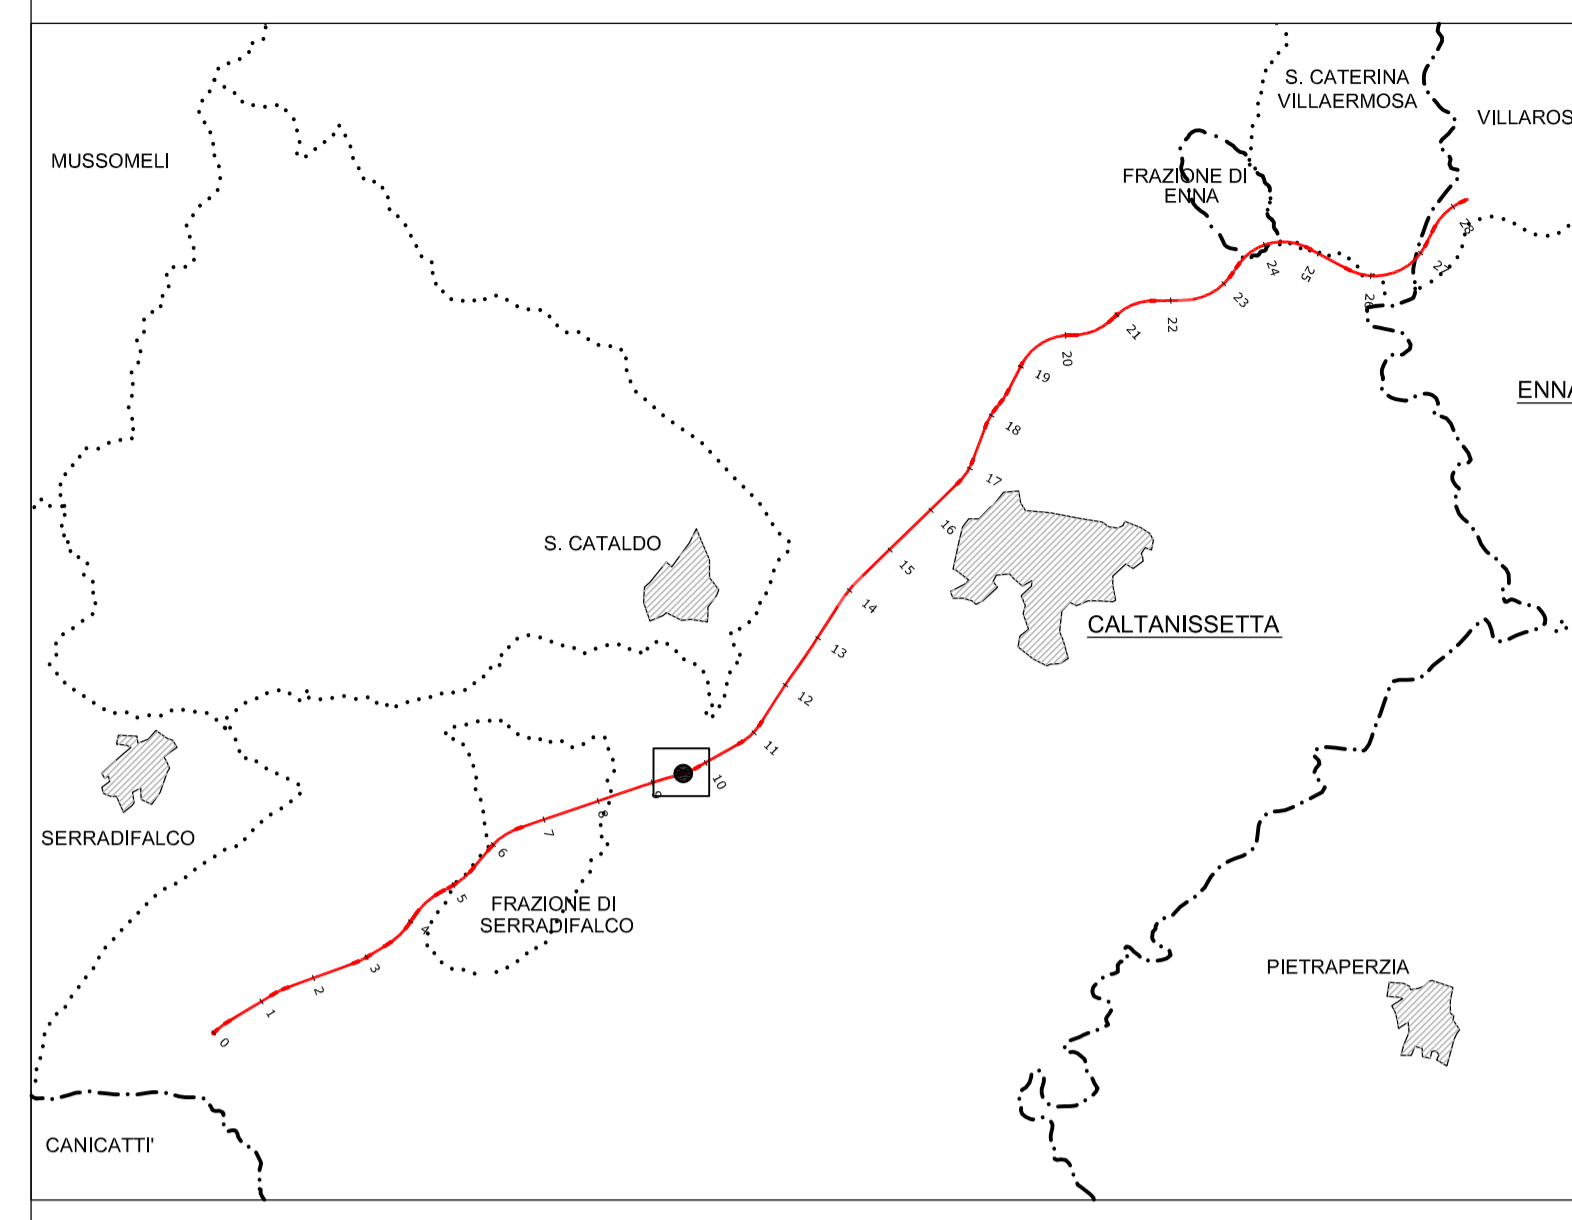 S. CATERINA
VILLAERMOSA
VILLAROS
MUSSOMELI
FRAZIONE DI
ENNA
28
27
26
25
24
23
22
21
20
19
18
17
16
15
14
13
12
11
10
9
8
7
6
5
4
3
2
1
0
ENNA
S. CATALDO
CALTANISSETTA
SERRADIFALCO
FRAZIONE DI
SERRADIFALCO
PIETRAPERZIA
CANICATTI'